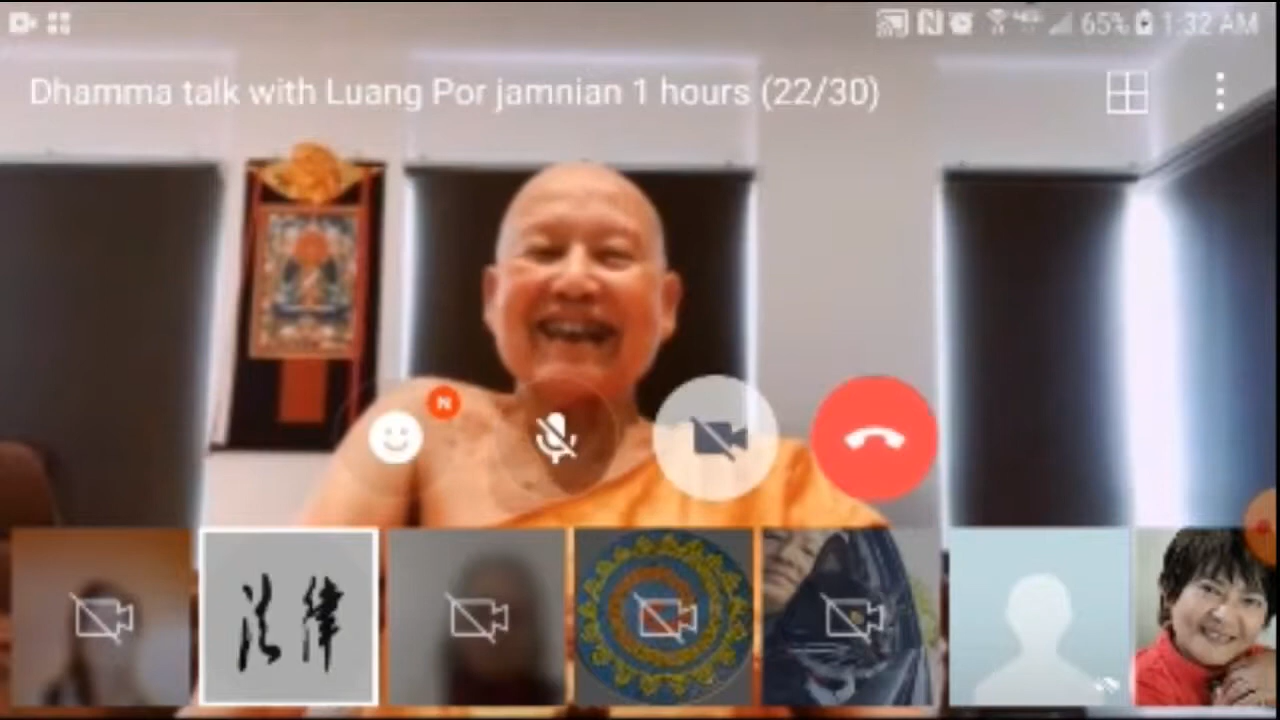 65% 1:32 AM
Dhamma talk with Luang Por jamnian 1 hours (22/30)
N
法律